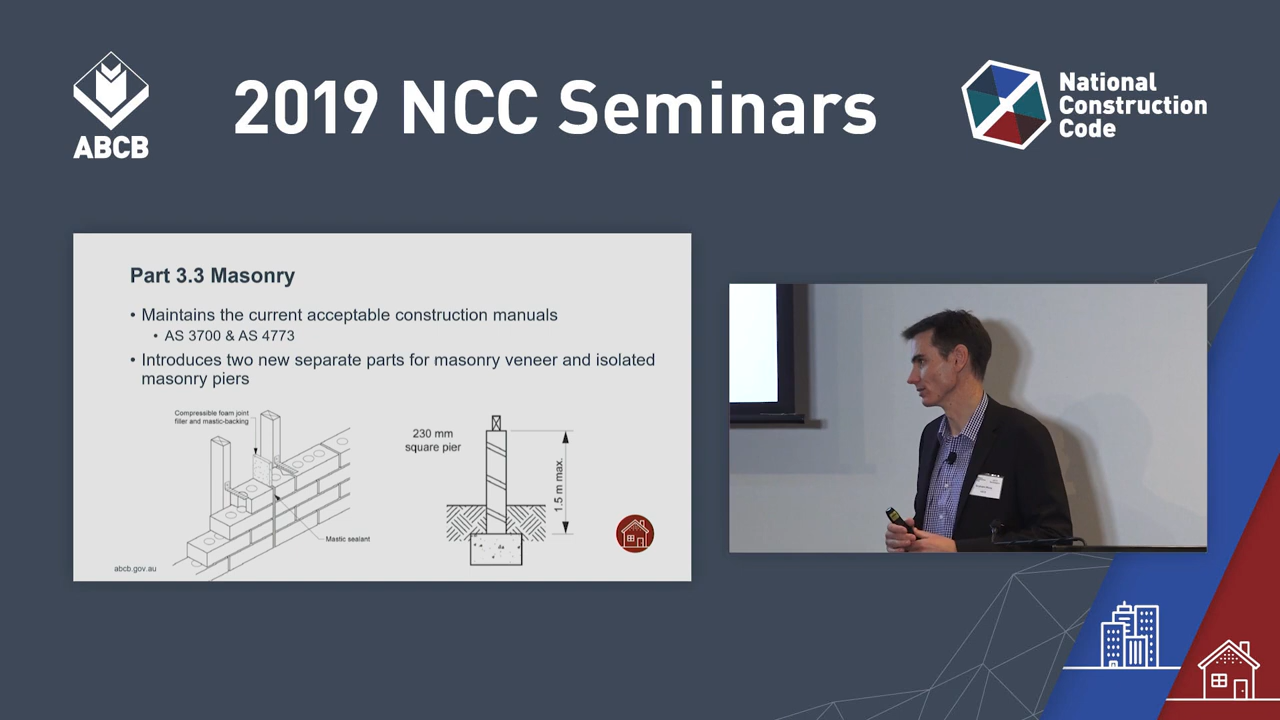 ABCB
2019 NCC Seminars
National
Construction
Code
Part 3.3 Masonry
• Maintains the current acceptable construction manuals
• AS 3700 & AS 4773
• Introduces two new separate parts for masonry veneer and isolated
masonry piers
Compressible foam joint
filler and mastic-backing
Mastic sealant
230 mm
square pier
1.5 m max.
abcb.gov.au